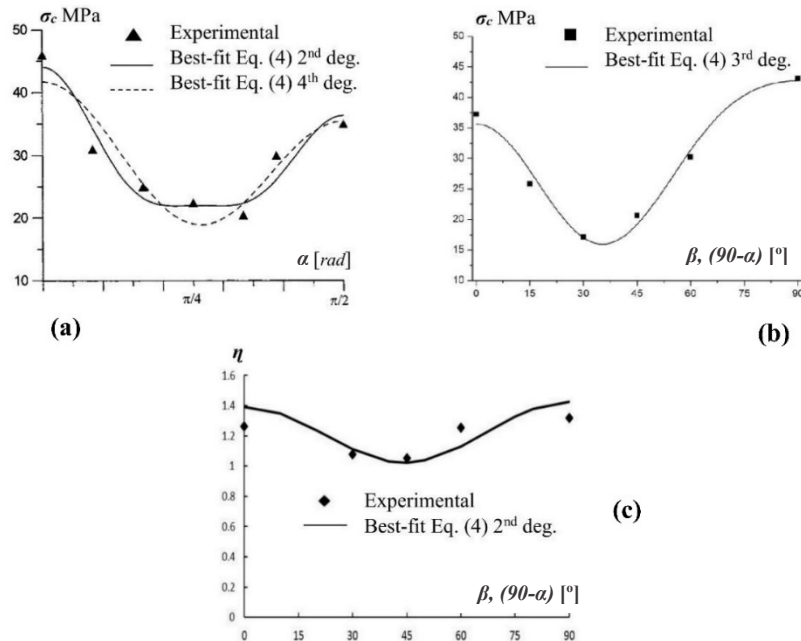 σc MPa
Experimental
Best-fit Eq. (4) 2nd deg.
Best-fit Eq. (4) 4th deg.
45
40
30
20
10
α [rad]
π/4
π/2
(a)
σc MPa
Experimental
Best-fit Eq. (4) 3rd deg.
50
45
40
35
30
25
20
15
10
β, (90-α) [º]
0
15
30
45
60
75
90
(b)
η
1.6
1.4
1.2
1
0.8
0.6
0.4
0.2
0
Experimental
Best-fit Eq. (4) 2nd deg.
(c)
β, (90-α) [º]
0
15
30
45
60
75
90